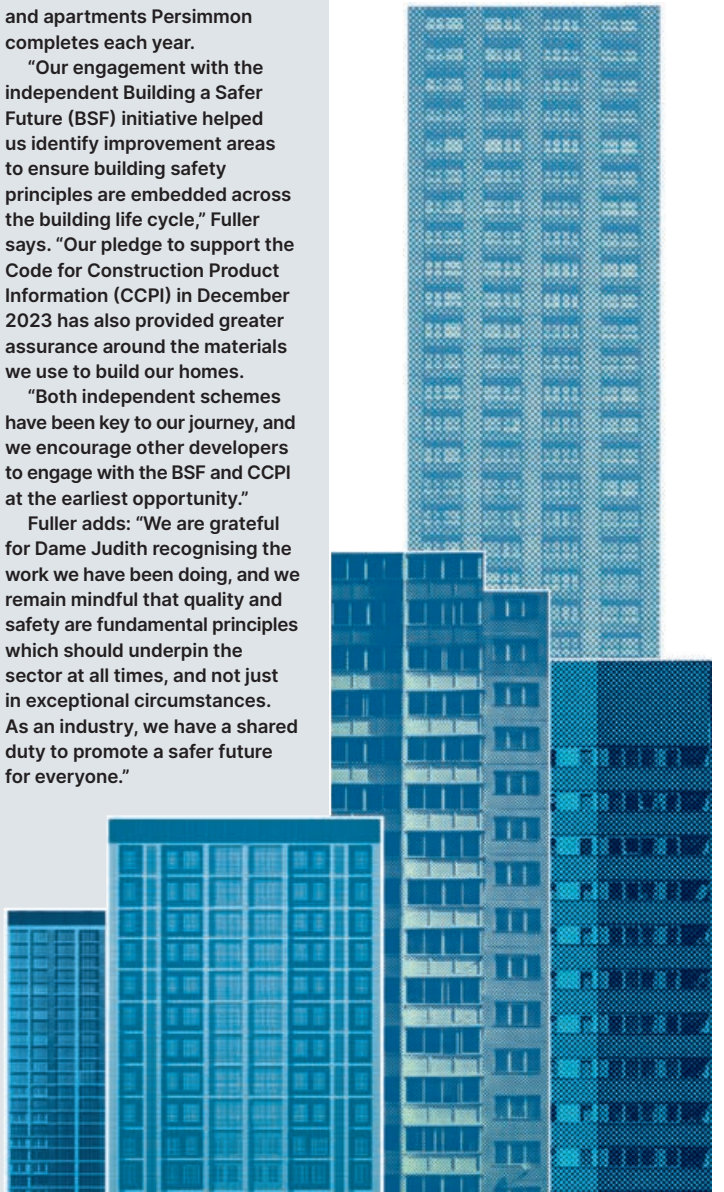 and apartments Persimmon
completes each year.
“Our engagement with the
independent Building a Safer
Future (BSF) initiative helped
us identify improvement areas
to ensure building safety
principles are embedded across
the building life cycle,” Fuller
says. “Our pledge to support the
Code for Construction Product
Information (CCPI) in December
2023 has also provided greater
assurance around the materials
we use to build our homes.
“Both independent schemes
have been key to our journey, and
we encourage other developers
to engage with the BSF and CCPI
at the earliest opportunity.”
Fuller adds: “We are grateful
for Dame Judith recognising the
work we have been doing, and we
remain mindful that quality and
safety are fundamental principles
which should underpin the
sector at all times, and not just
in exceptional circumstances.
As an industry, we have a shared
duty to promote a safer future
for everyone.”